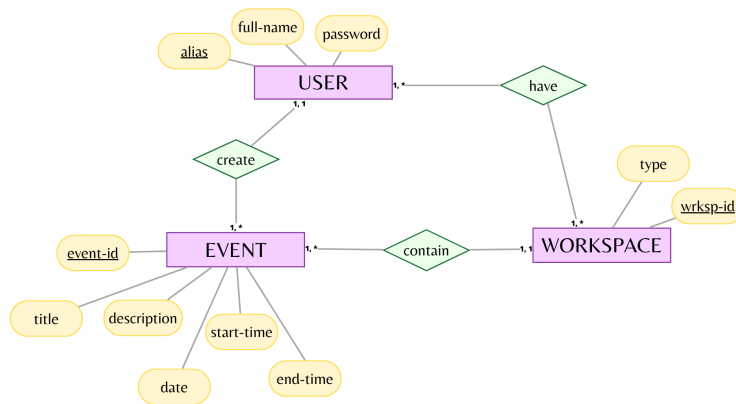 full-name
password
alias
USER
1, 1
1, *
have
create
type
wrksp-id
1, *
1, *
EVENT
1, *
contain
1, 1
WORKSPACE
event-id
title
description
start-time
date
end-time